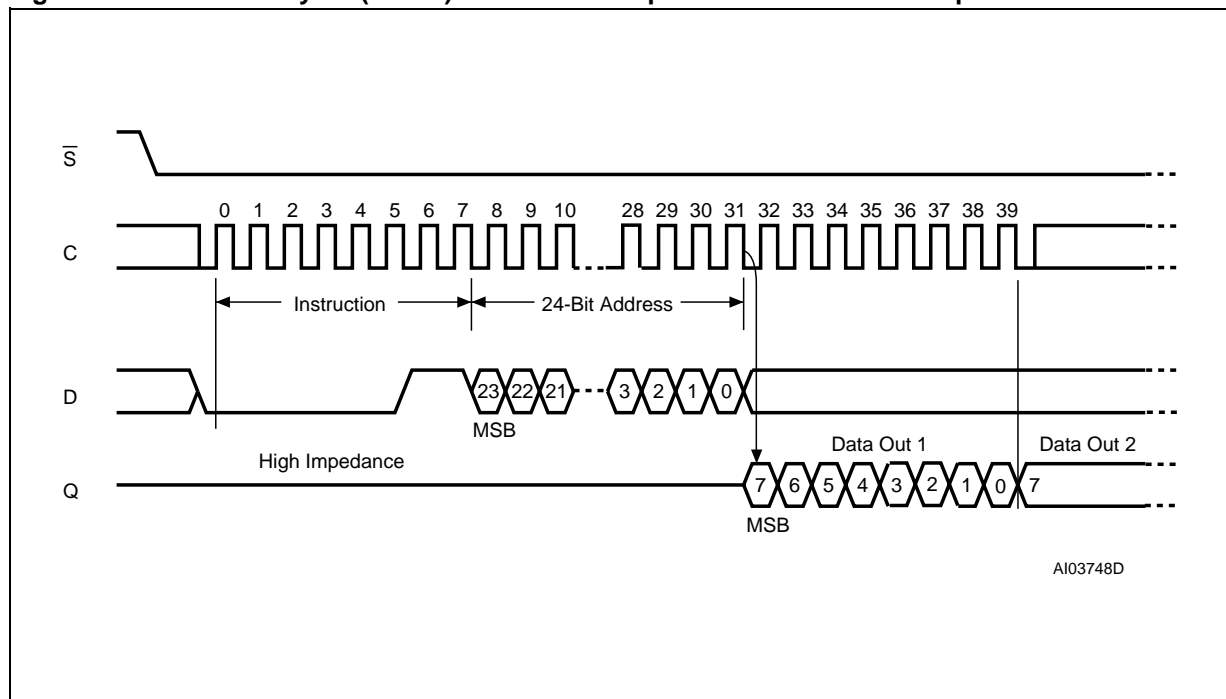 S̅
0 1 2 3 4 5 6 7 8 9 10 28 29 30 31 32 33 34 35 36 37 38 39
C
Instruction 24-Bit Address
D 23 22 21 3 2 1 0
MSB
High Impedance Data Out 1 Data Out 2
Q 7 6 5 4 3 2 1 0 7
MSB
AI03748D